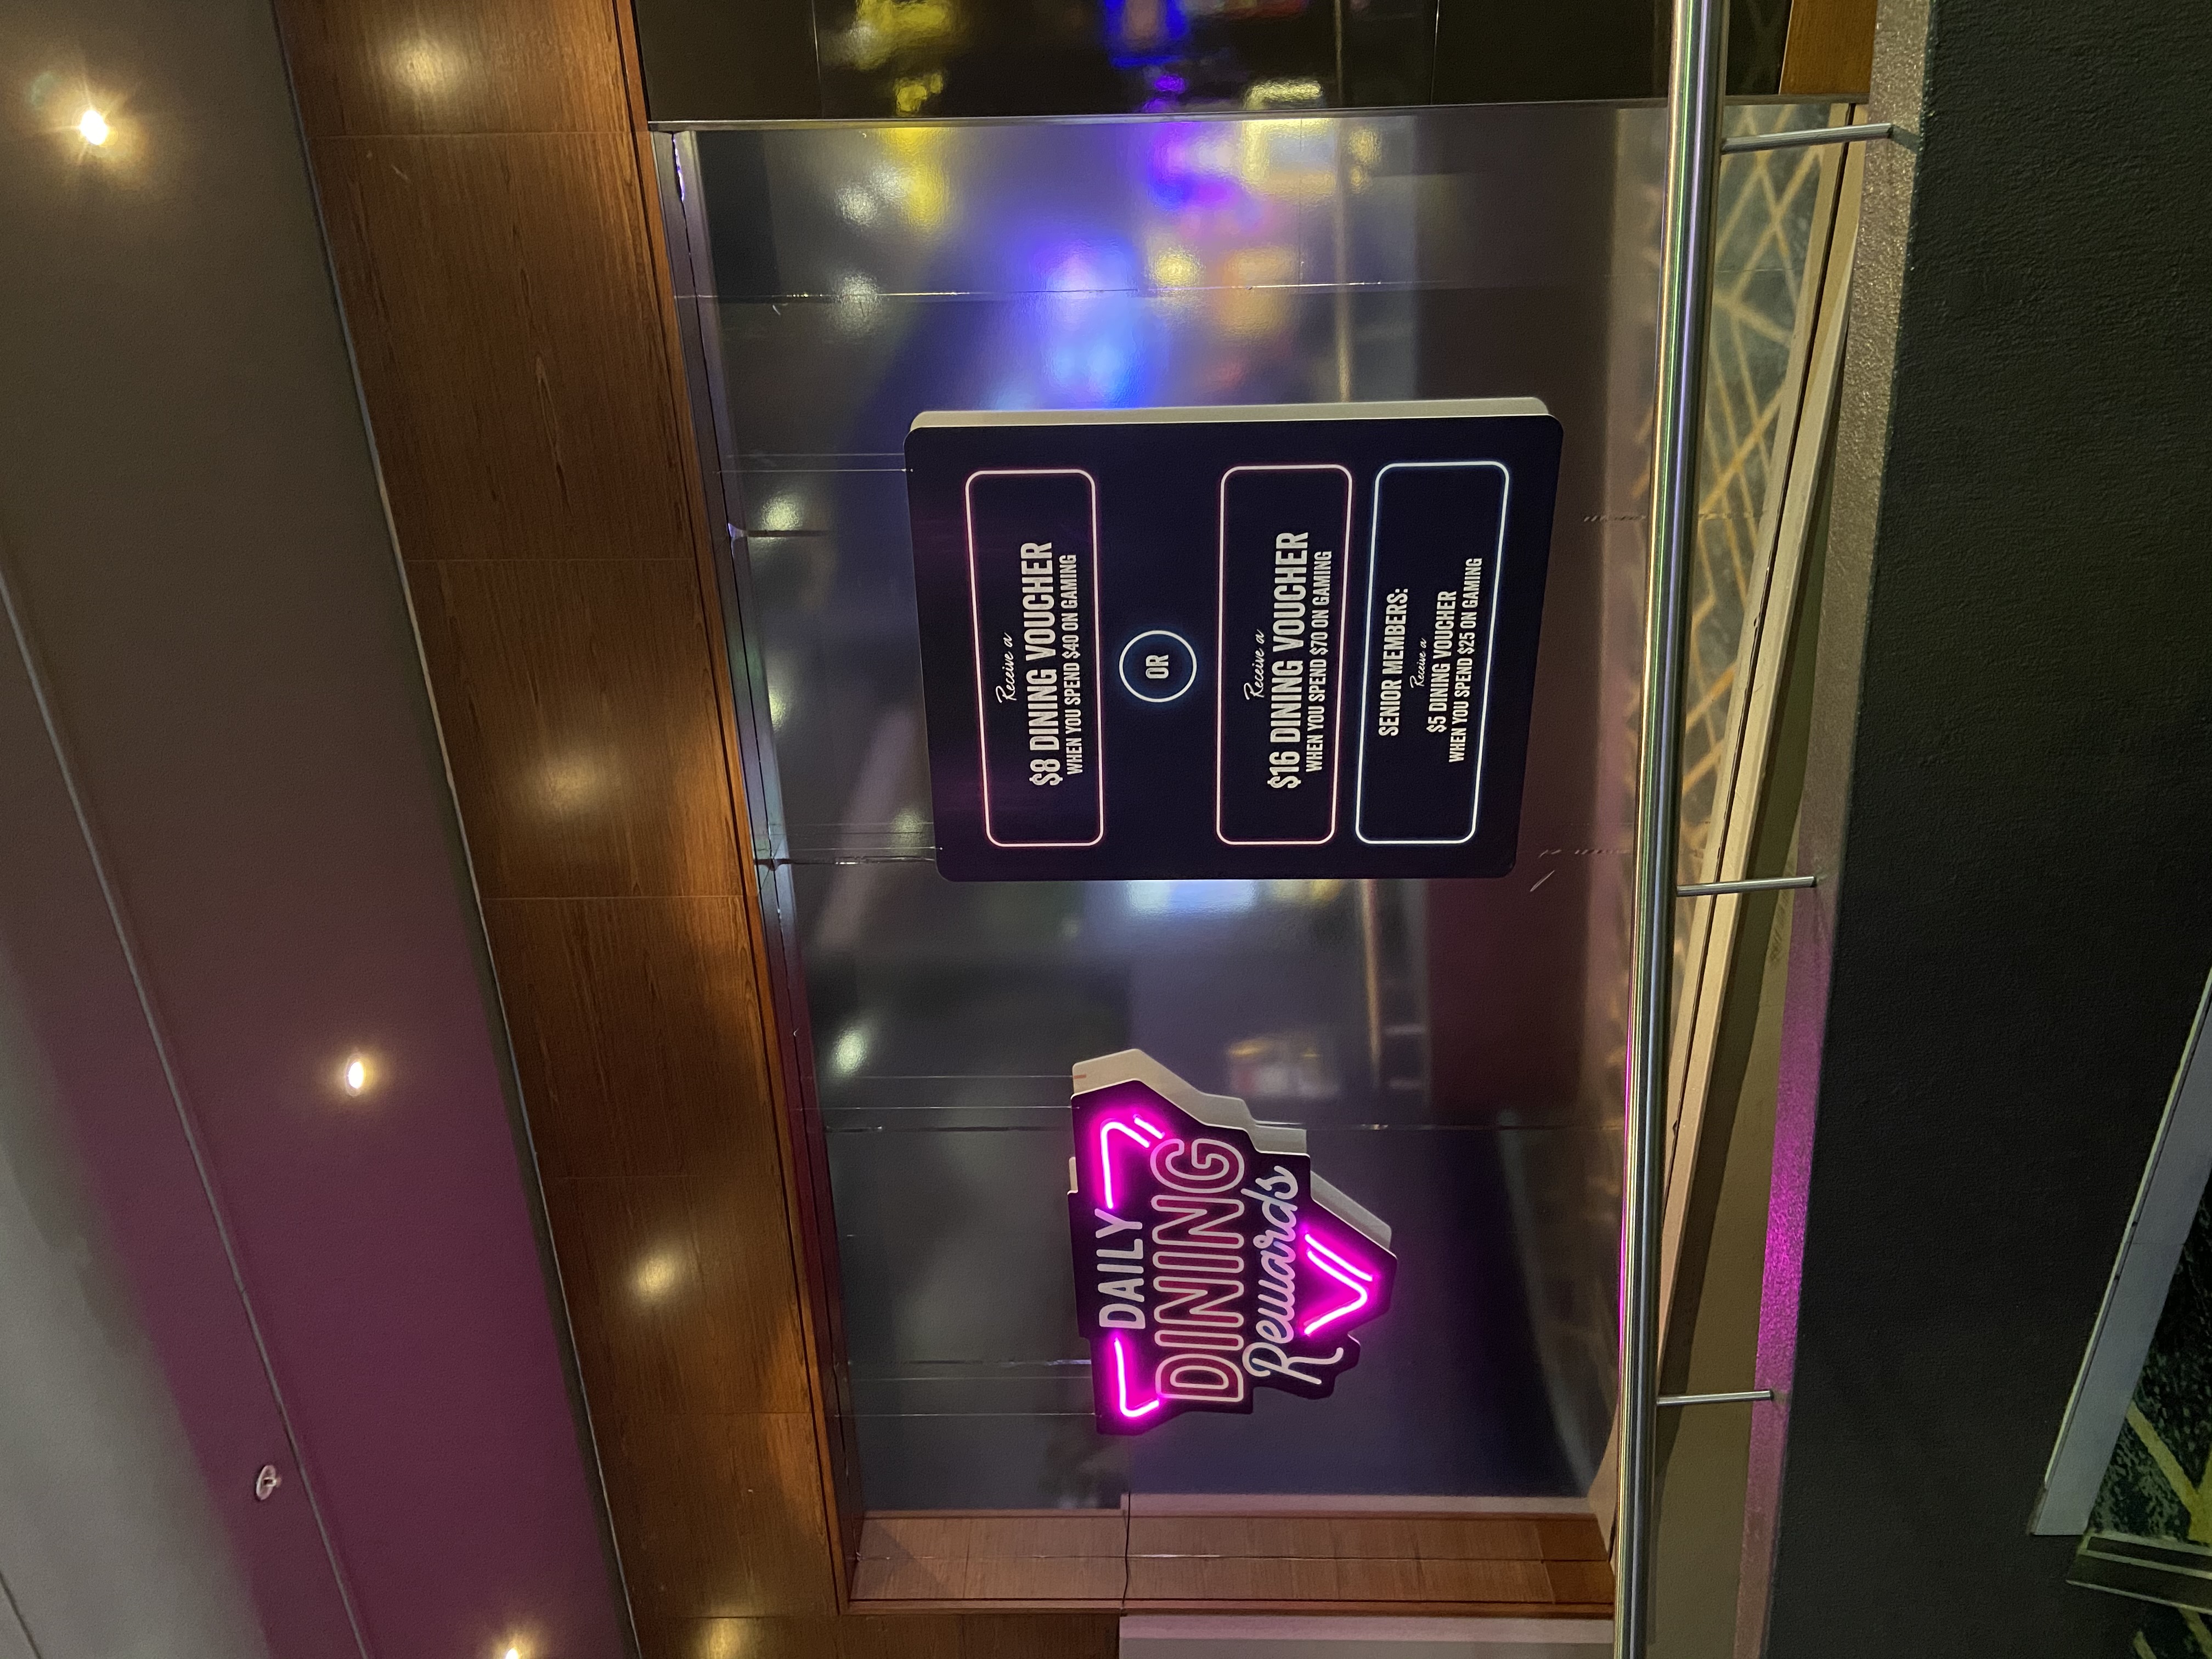 DAILY
DINING
Rewards
Receive a
$8 DINING VOUCHER
WHEN YOU SPEND $40 ON GAMING
OR
Receive a
$16 DINING VOUCHER
WHEN YOU SPEND $70 ON GAMING
SENIOR MEMBERS:
Receive a
$5 DINING VOUCHER
WHEN YOU SPEND $25 ON GAMING